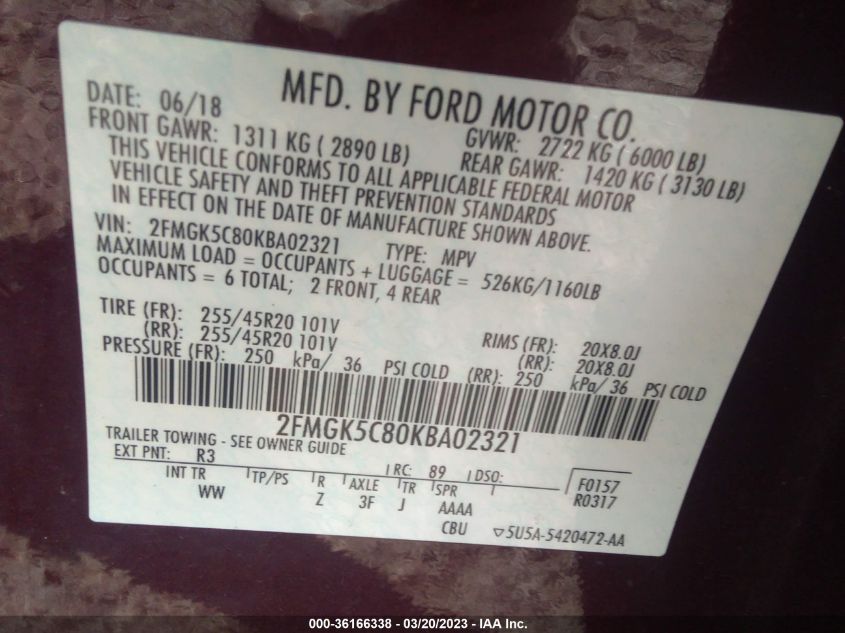 MFD. BY FORD MOTOR CO.
DATE: 06/18 GVWR: 2722 KG ( 6000 LB)
FRONT GAWR: 1311 KG ( 2890 LB) REAR GAWR: 1420 KG ( 3130 LB)
THIS VEHICLE CONFORMS TO ALL APPLICABLE FEDERAL MOTOR
VEHICLE SAFETY AND THEFT PREVENTION STANDARDS
IN EFFECT ON THE DATE OF MANUFACTURE SHOWN ABOVE.
VIN: 2FMGK5C80KBA02321 TYPE: MPV
MAXIMUM LOAD = OCCUPANTS + LUGGAGE = 526KG/1160LB
OCCUPANTS = 6 TOTAL; 2 FRONT, 4 REAR
TIRE (FR): 255/45R20 101V RIMS (FR): 20X8.0J
(RR): 255/45R20 101V (RR): 20X8.0J
PRESSURE (FR): 250 kPa/ 36 PSI COLD (RR): 250 kPa/ 36 PSI COLD
2FMGK5C80KBA02321
TRAILER TOWING - SEE OWNER GUIDE
EXT PNT: R3 RC: 89 DSO: F0157
INT TR TP/PS R AXLE TR SPR R0317
WW Z 3F J AAAA
CBU ▽5U5A-5420472-AA
000-36166338 - 03/20/2023 - IAA Inc.